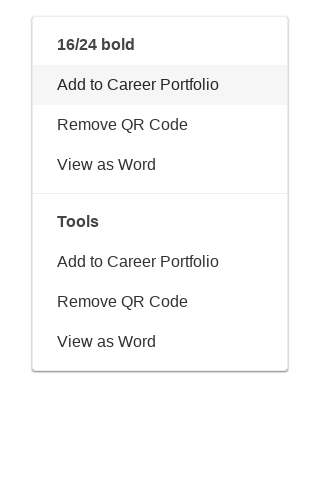 16/24 bold
Add to Career Portfolio
Remove QR Code
View as Word
Tools
Add to Career Portfolio
Remove QR Code
View as Word